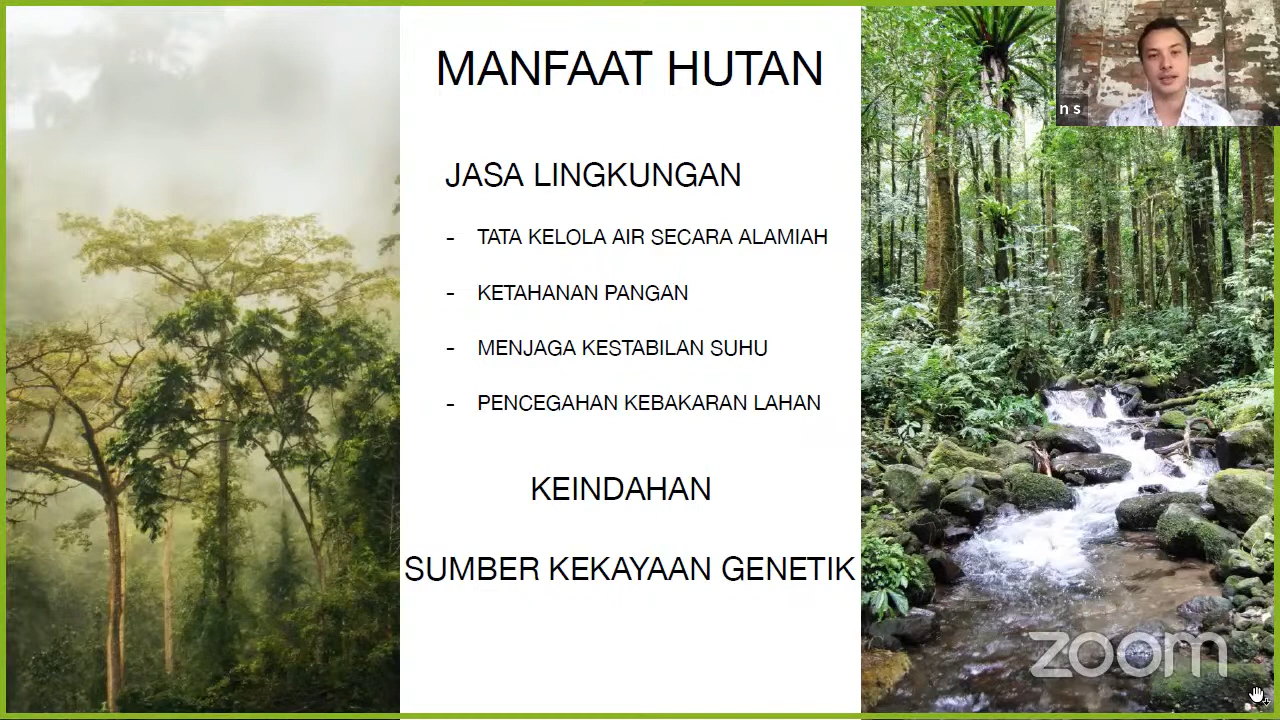 MANFAAT HUTAN
JASA LINGKUNGAN
- TATA KELOLA AIR SECARA ALAMIAH
- KETAHANAN PANGAN
- MENJAGA KESTABILAN SUHU
- PENCEGAHAN KEBAKARAN LAHAN
KEINDAHAN
SUMBER KEKAYAAN GENETIK
n s
zoom